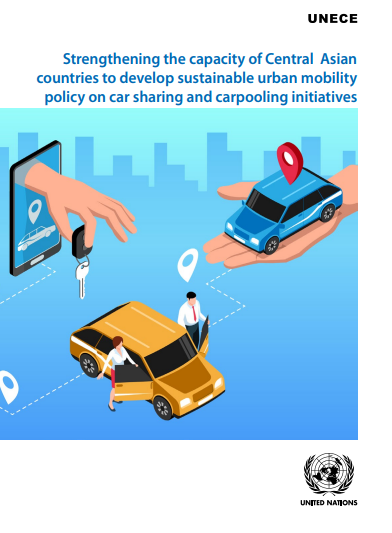 UNECE
Strengthening the capacity of Central Asian
countries to develop sustainable urban mobility
policy on car sharing and carpooling initiatives
UNITED NATIONS